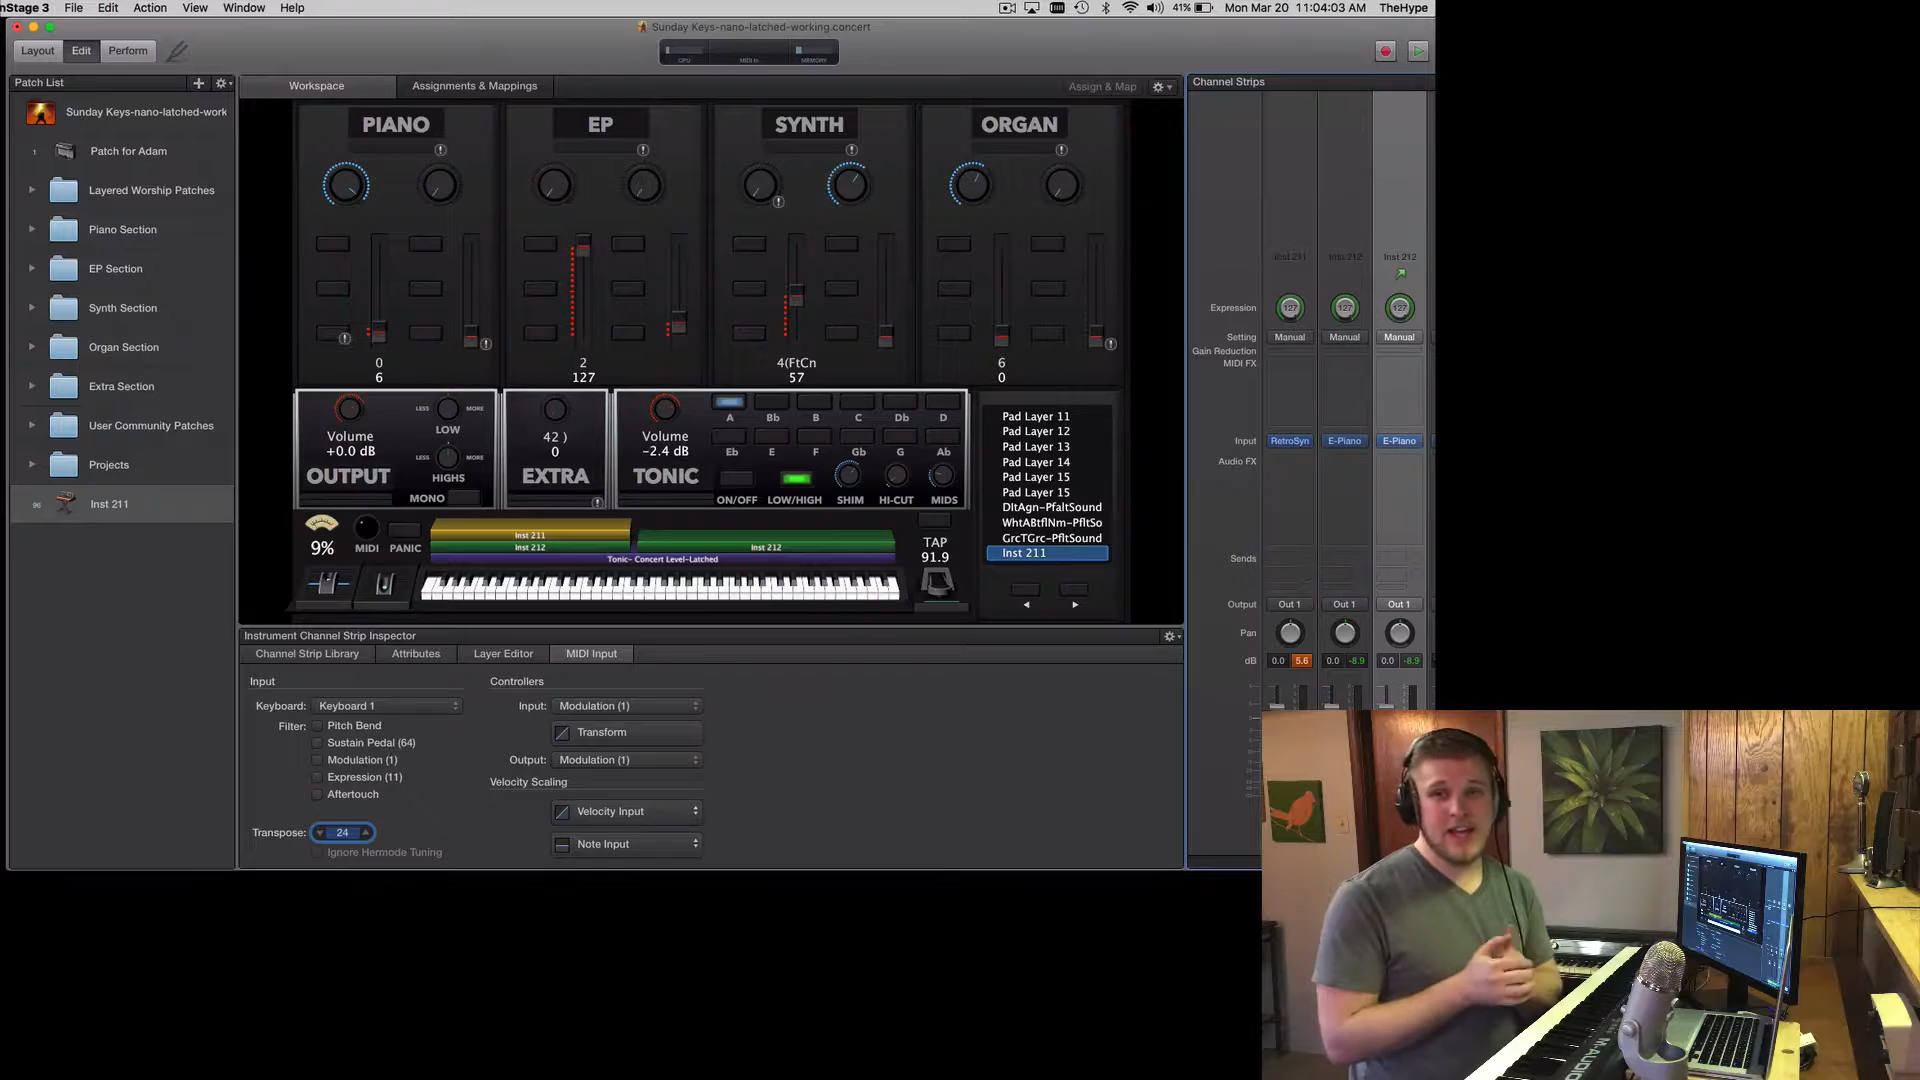 nStage 3 File Edit Action View Window Help
41% Mon Mar 20 11:04:03 AM TheHype
Sunday Keys-nano-latched-working.concert
Layout Edit Perform
CPU MIDI In MEMORY
Patch List
Workspace Assignments & Mappings Assign & Map
Channel Strips
Sunday Keys-nano-latched-work
1 Patch for Adam
Layered Worship Patches
Piano Section
EP Section
Synth Section
Organ Section
Extra Section
User Community Patches
Projects
96 Inst 211
PIANO EP SYNTH ORGAN
0 2 4(FtCn 6
6 127 57 0
Volume
+0.0 dB
OUTPUT
LESS MORE
LOW
LESS MORE
HIGHS
MONO
42 )
0
EXTRA
Volume
-2.4 dB
TONIC
A Bb B C Db D
Eb E F Gb G Ab
ON/OFF LOW/HIGH SHIM HI-CUT MIDS
Pad Layer 11
Pad Layer 12
Pad Layer 13
Pad Layer 14
Pad Layer 15
Pad Layer 15
DltAgn-PfaltSound
WhtABtflNm-PfltSo
GrcTGrc-PfltSound
Inst 211
9% MIDI PANIC
Inst 211
Inst 212 Inst 212
Tonic- Concert Level-Latched
TAP
91.9
Instrument Channel Strip Inspector
Channel Strip Library Attributes Layer Editor MIDI Input
Input
Keyboard: Keyboard 1
Filter: Pitch Bend
Sustain Pedal (64)
Modulation (1)
Expression (11)
Aftertouch
Transpose: 24
Ignore Hermode Tuning
Controllers
Input: Modulation (1)
Transform
Output: Modulation (1)
Velocity Scaling
Velocity Input
Note Input
Inst 211 Inst 212 Inst 212
Expression 127 127 127
Setting Manual Manual Manual
Gain Reduction
MIDI FX
Input RetroSyn E-Piano E-Piano
Audio FX
Sends
Output Out 1 Out 1 Out 1
Pan
dB 0.0 5.6 0.0 -8.9 0.0 -8.9
M-AUDIO